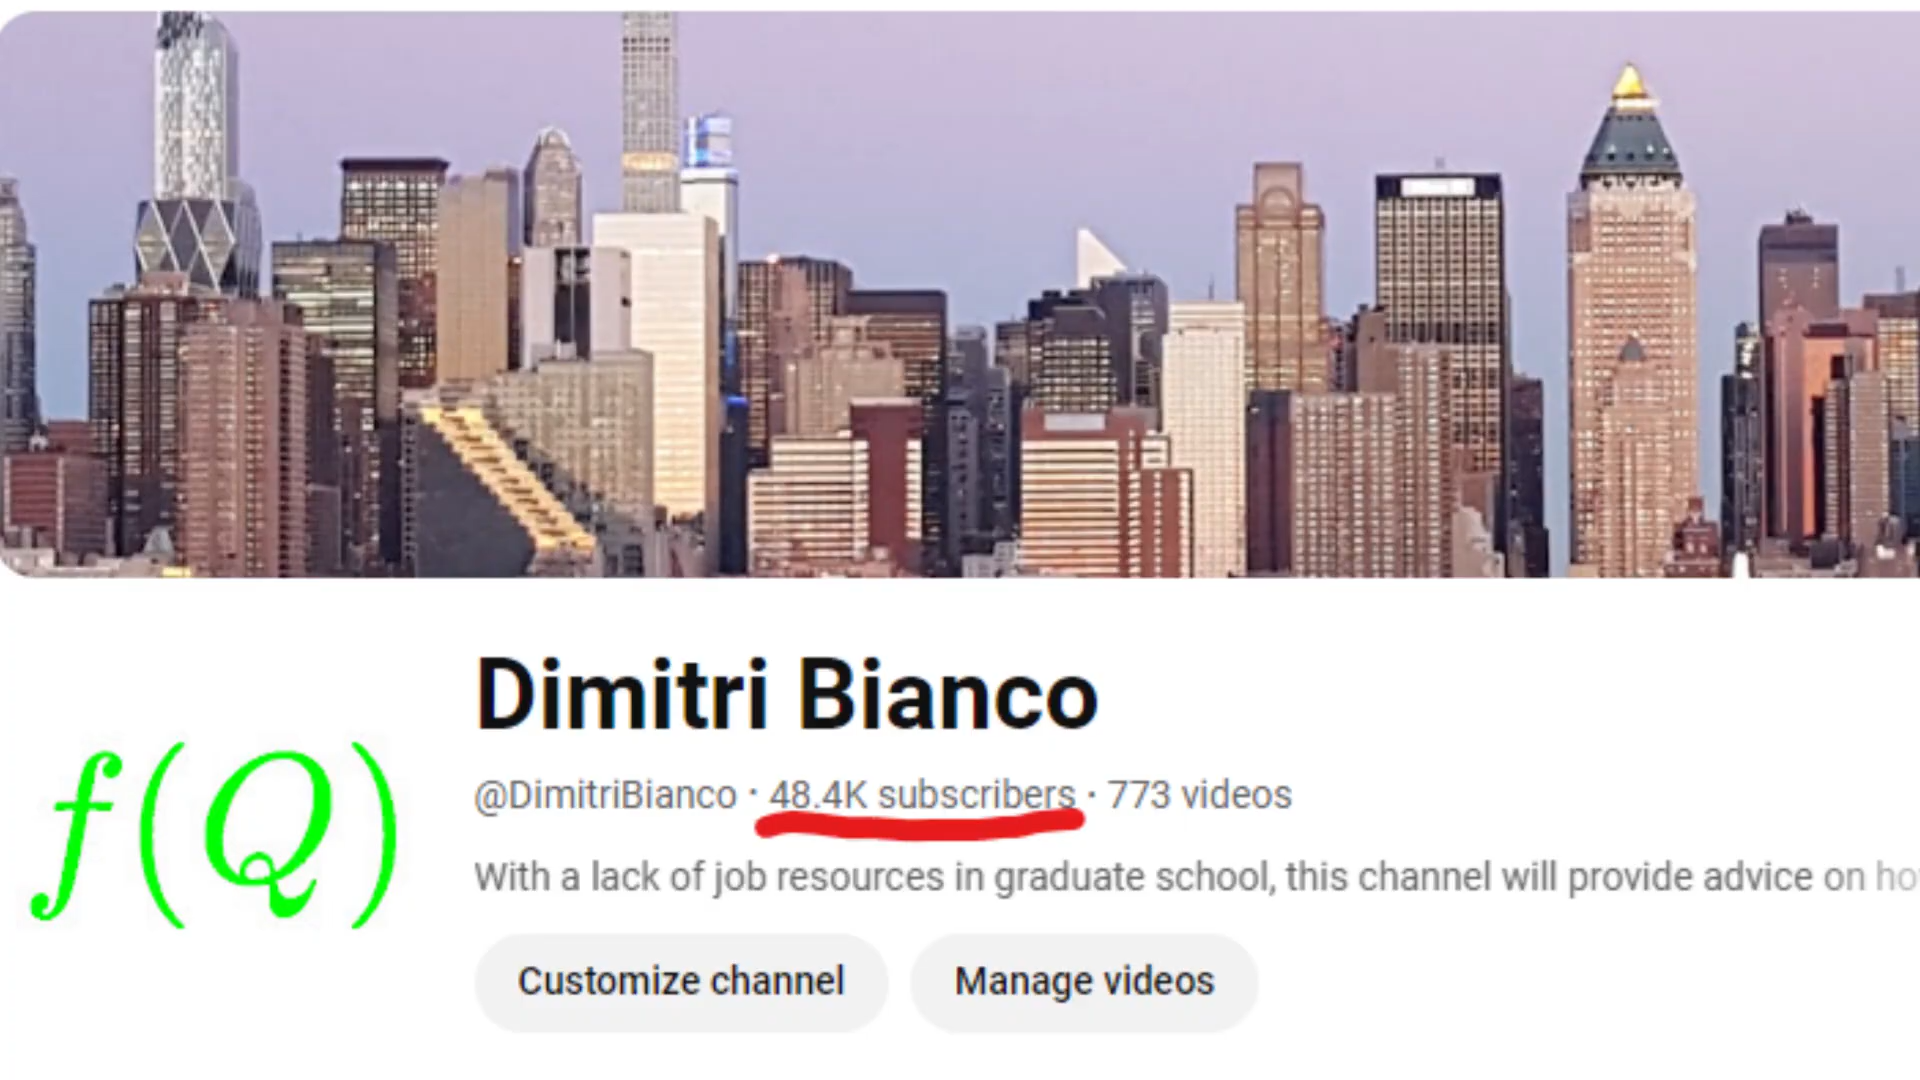 Dimitri Bianco
f(Q)
@DimitriBianco · 48.4K subscribers · 773 videos
With a lack of job resources in graduate school, this channel will provide advice on
Customize channel
Manage videos